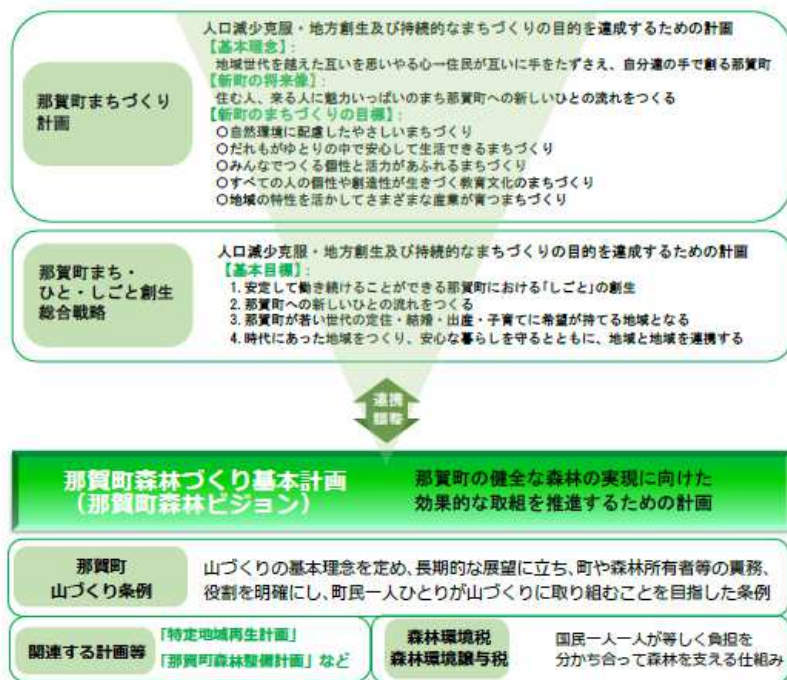 人口減少克服・地方創生及び持続的なまちづくりの目的を達成するための計画
【基本理念】:
地域世代を越えた互いを思いやる心→住民が互いに手をたずさえ、自分達の手で創る那賀町
【新町の将来像】:
住む人、来る人に魅力いっぱいのまち那賀町への新しいひとの流れをつくる
【新町のまちづくりの目標】
○自然環境に配慮したやさしいまちづくり
○だれもがゆとりの中で安心して生活できるまちづくり
○みんなでつくる個性と活力があふれるまちづくり
○すべての人の個性や創造性が生きづく教育文化のまちづくり
○地域の特性を活かしてさまざまな産業が育つまちづくり
那賀町まちづくり
計画
人口減少克服・地方創生及び持続的なまちづくりの目的を達成するための計画
【基本目標】:
1. 安定して働き続けることができる那賀町における「しごと」の創生
2. 那賀町への新しいひとの流れをつくる
3. 那賀町が若い世代の定住・結婚・出産・子育てに希望が持てる地域となる
4. 時代にあった地域をつくり、安心な暮らしを守るとともに、地域と地域を連携する
那賀町まち・
ひと・しごと創生
総合戦略
連携
調整
那賀町森林づくり基本計画
（那賀町森林ビジョン）
那賀町の健全な森林の実現に向けた
効果的な取組を推進するための計画
那賀町
山づくり条例
山づくりの基本理念を定め、長期的な展望に立ち、町や森林所有者等の責務、
役割を明確にし、町民一人ひとりが山づくりに取り組むことを目指した条例
関連する計画等
「特定地域再生計画」
「那賀町森林整備計画」など
森林環境税
森林環境譲与税
国民一人一人が等しく負担を
分かち合って森林を支える仕組み